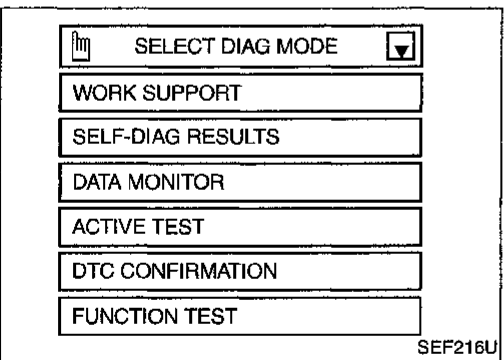 SELECT DIAG MODE
WORK SUPPORT
SELF-DIAG RESULTS
DATA MONITOR
ACTIVE TEST
DTC CONFIRMATION
FUNCTION TEST
SEF216U